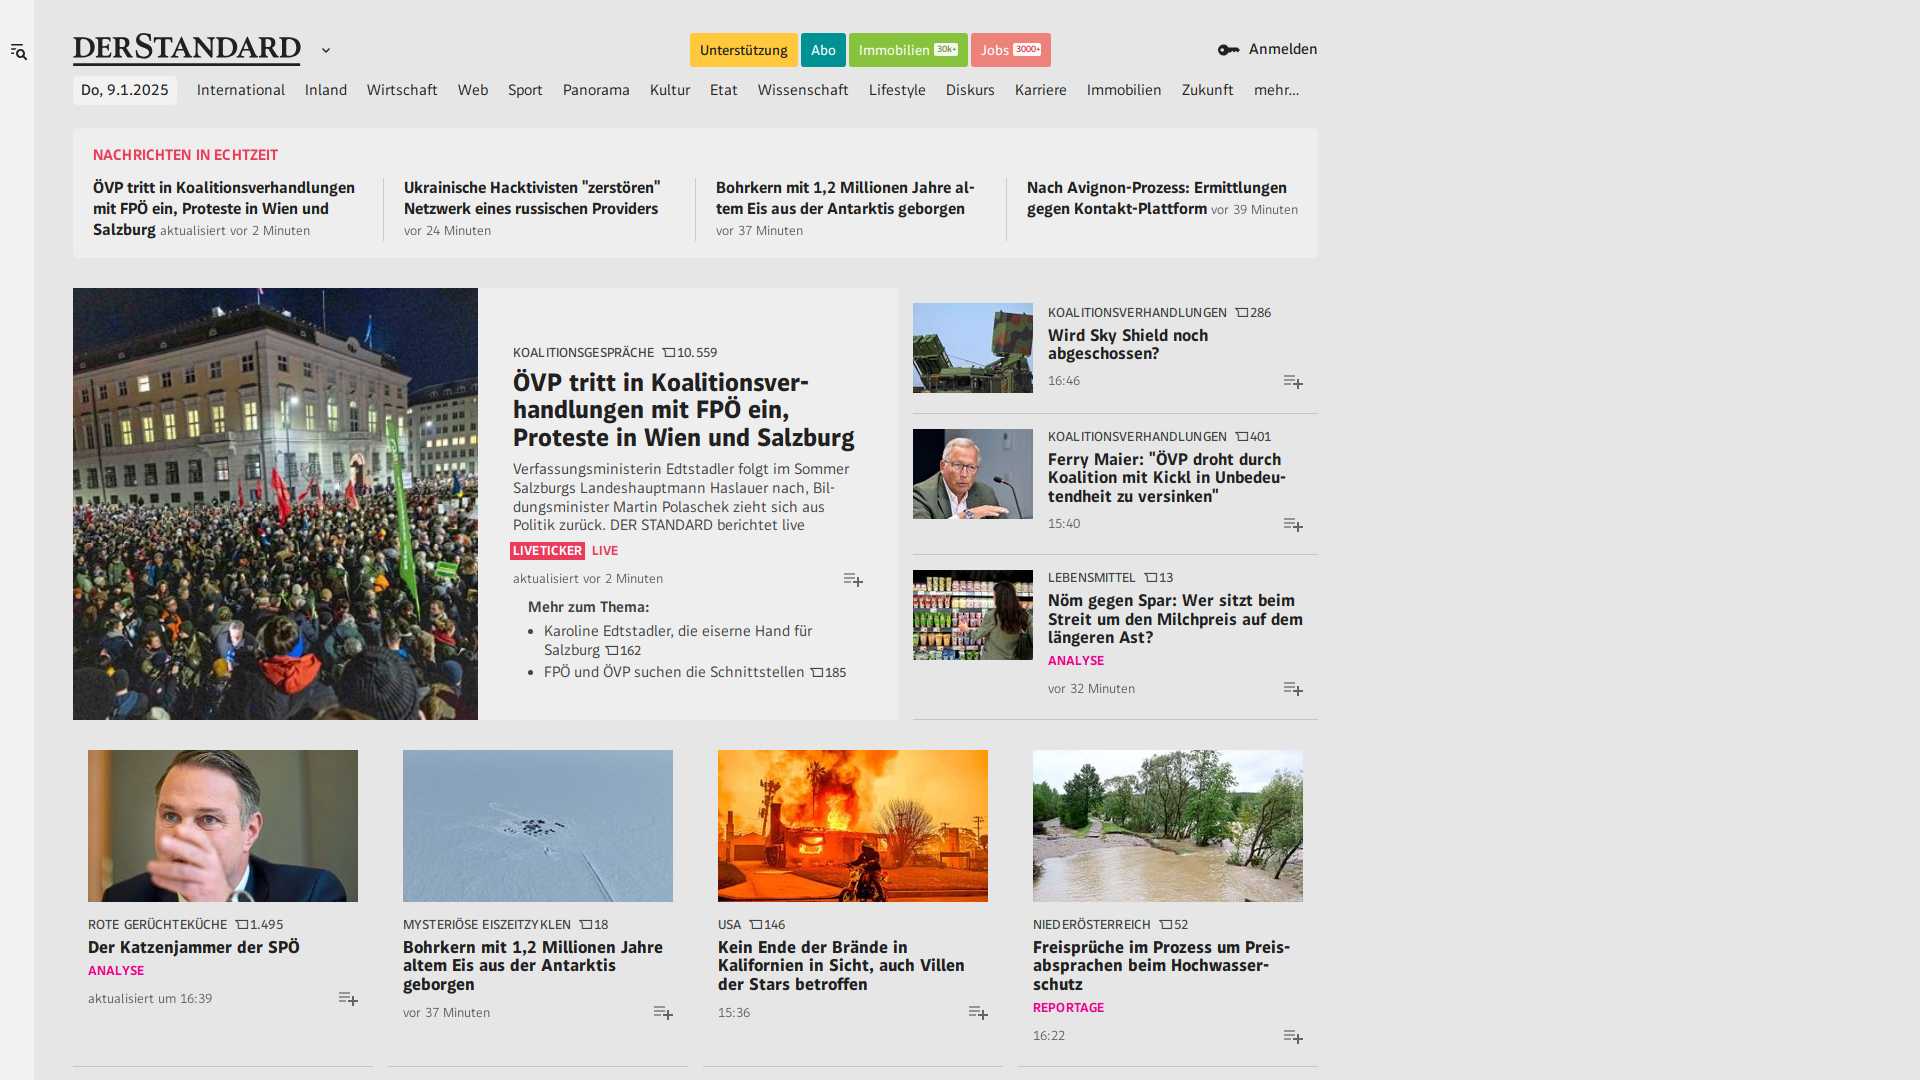 DERSTANDARD
Unterstützung
Abo
Immobilien 30k+
Jobs 3000+
Anmelden
Do, 9.1.2025
International
Inland
Wirtschaft
Web
Sport
Panorama
Kultur
Etat
Wissenschaft
Lifestyle
Diskurs
Karriere
Immobilien
Zukunft
mehr…
NACHRICHTEN IN ECHTZEIT
ÖVP tritt in Koalitionsverhandlungen
mit FPÖ ein, Proteste in Wien und
Salzburg aktualisiert vor 2 Minuten
Ukrainische Hacktivisten "zerstören"
Netzwerk eines russischen Providers
vor 24 Minuten
Bohrkern mit 1,2 Millionen Jahre al-
tem Eis aus der Antarktis geborgen
vor 37 Minuten
Nach Avignon-Prozess: Ermittlungen
gegen Kontakt-Plattform vor 39 Minuten
KOALITIONSGESPRÄCHE 10.559
ÖVP tritt in Koalitionsver-
handlungen mit FPÖ ein,
Proteste in Wien und Salzburg
Verfassungsministerin Edtstadler folgt im Sommer
Salzburgs Landeshauptmann Haslauer nach, Bil-
dungsminister Martin Polaschek zieht sich aus
Politik zurück. DER STANDARD berichtet live
LIVETICKER LIVE
aktualisiert vor 2 Minuten
Mehr zum Thema:
Karoline Edtstadler, die eiserne Hand für
Salzburg 162
FPÖ und ÖVP suchen die Schnittstellen 185
KOALITIONSVERHANDLUNGEN 286
Wird Sky Shield noch
abgeschossen?
16:46
KOALITIONSVERHANDLUNGEN 401
Ferry Maier: "ÖVP droht durch
Koalition mit Kickl in Unbedeu-
tendheit zu versinken"
15:40
LEBENSMITTEL 13
Nöm gegen Spar: Wer sitzt beim
Streit um den Milchpreis auf dem
längeren Ast?
ANALYSE
vor 32 Minuten
ROTE GERÜCHTEKÜCHE 1.495
Der Katzenjammer der SPÖ
ANALYSE
aktualisiert um 16:39
MYSTERIÖSE EISZEITZYKLEN 18
Bohrkern mit 1,2 Millionen Jahre
altem Eis aus der Antarktis
geborgen
vor 37 Minuten
USA 146
Kein Ende der Brände in
Kalifornien in Sicht, auch Villen
der Stars betroffen
15:36
NIEDERÖSTERREICH 52
Freisprüche im Prozess um Preis-
absprachen beim Hochwasser-
schutz
REPORTAGE
16:22